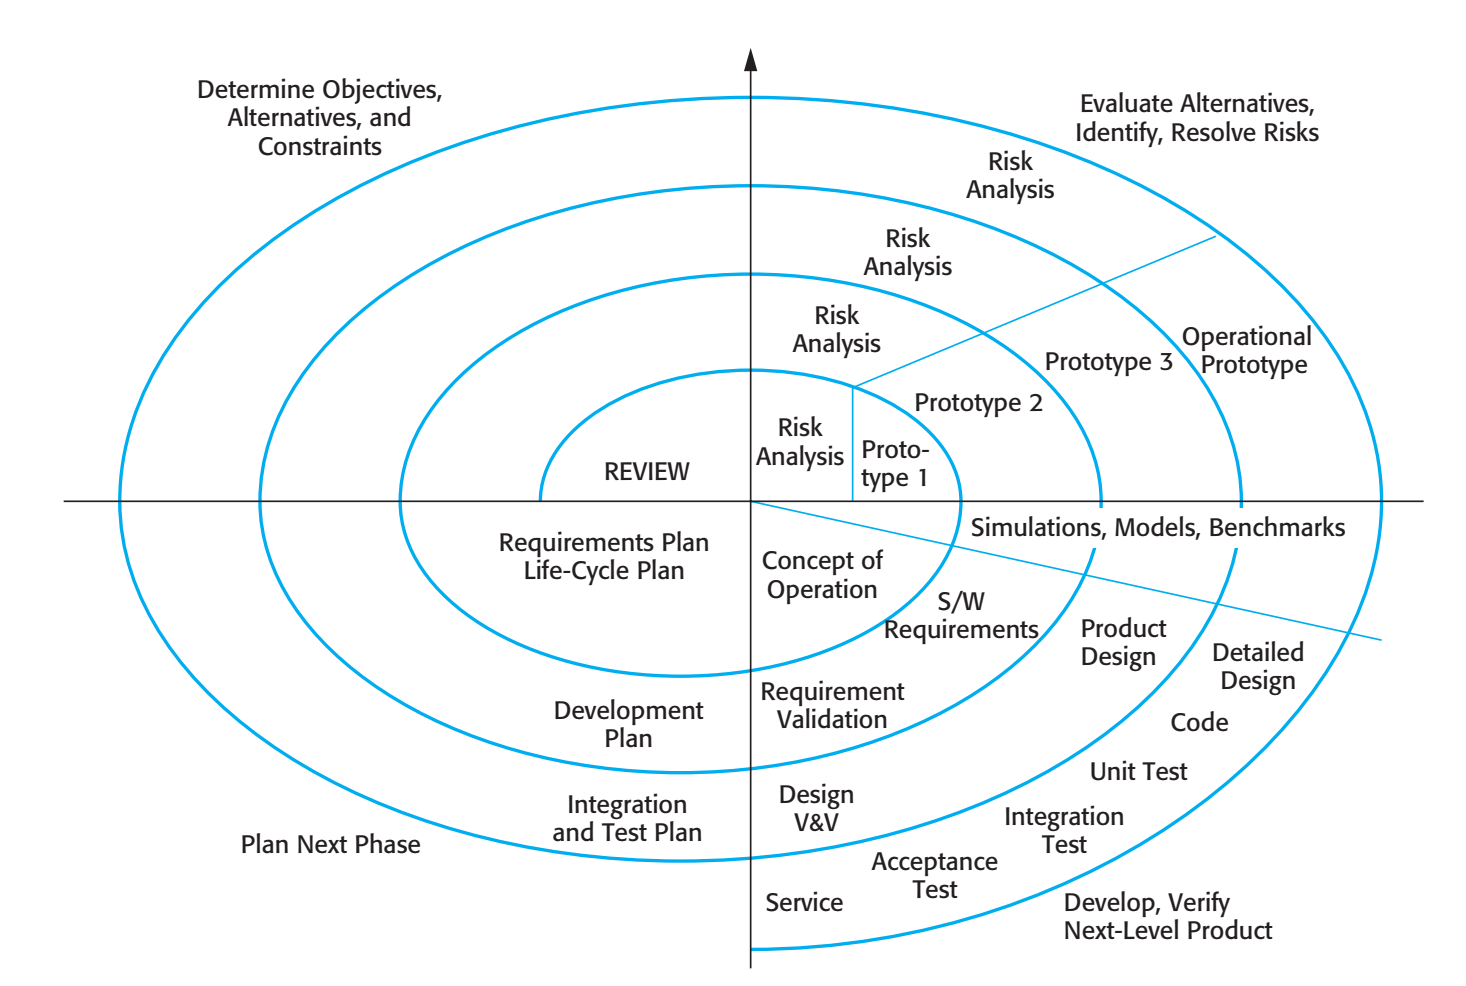 Determine Objectives,
Alternatives, and
Constraints
Evaluate Alternatives,
Identify, Resolve Risks
Risk
Analysis
Risk
Analysis
Risk
Analysis
Operational
Prototype
Prototype 3
Prototype 2
Risk
Analysis
Proto-
type 1
REVIEW
Simulations, Models, Benchmarks
Requirements Plan
Life-Cycle Plan
Concept of
Operation
S/W
Requirements
Product
Design
Detailed
Design
Requirement
Validation
Development
Plan
Code
Unit Test
Integration
and Test Plan
Design
V&V
Integration
Test
Plan Next Phase
Acceptance
Test
Service
Develop, Verify
Next-Level Product